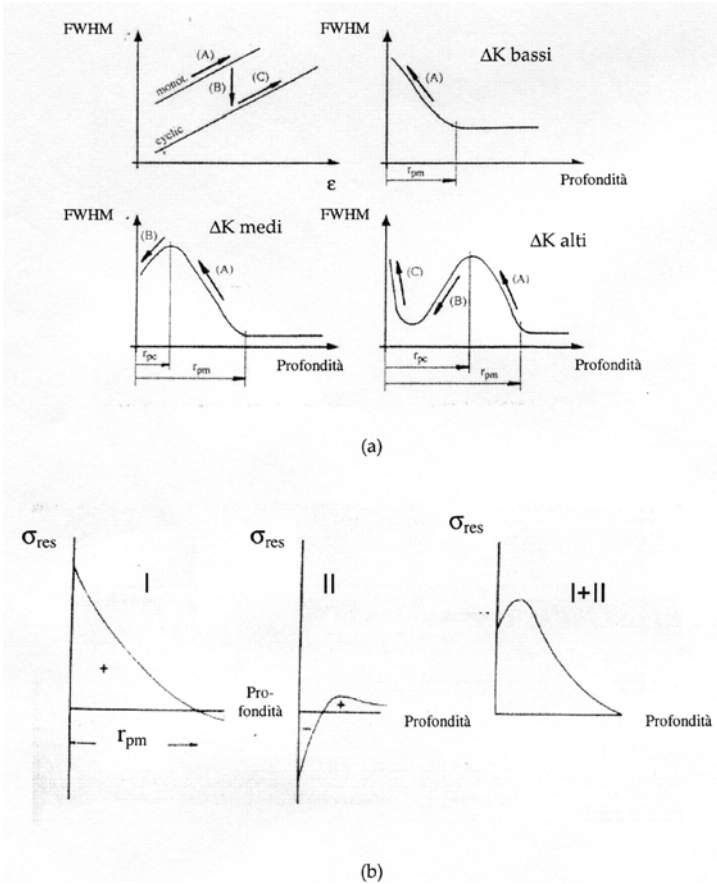 FWHM
(A)
monot.
(B)
(C)
cyclic
ε
FWHM
ΔK bassi
(A)
r_pm
Profondità
FWHM
ΔK medi
(B)
(A)
r_pc
r_pm
Profondità
FWHM
ΔK alti
(C)
(B)
(A)
r_pc
r_pm
Profondità
(a)
σ_res
I
+
Pro-
fondità
r_pm
σ_res
II
+
−
Profondità
σ_res
I+II
Profondità
(b)